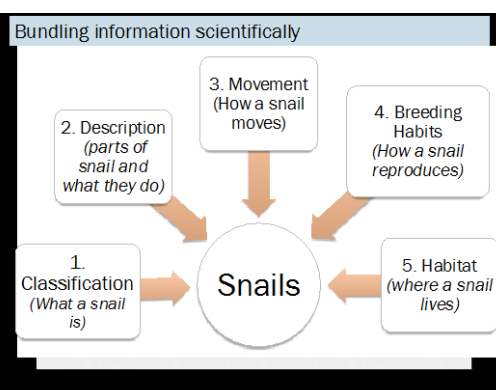 Bundling information scientifically
1.
Classification
(What a snail
is)
2. Description
(parts of
snail and
what they do)
3. Movement
(How a snail
moves)
4. Breeding
Habits
(How a snail
reproduces)
5. Habitat
(where a snail
lives)
Snails